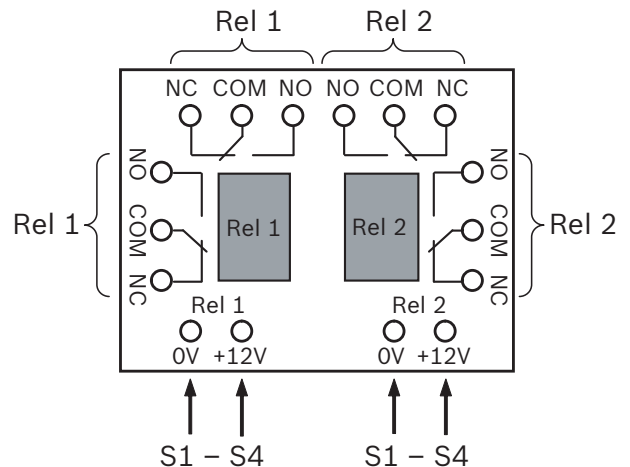 Rel 1 Rel 2
NC COM NO NO COM NC
NO
COM
NC
Rel 1
Rel 1
Rel 2
NO
COM
NC
Rel 2
Rel 1 Rel 2
0V +12V 0V +12V
S1 – S4 S1 – S4